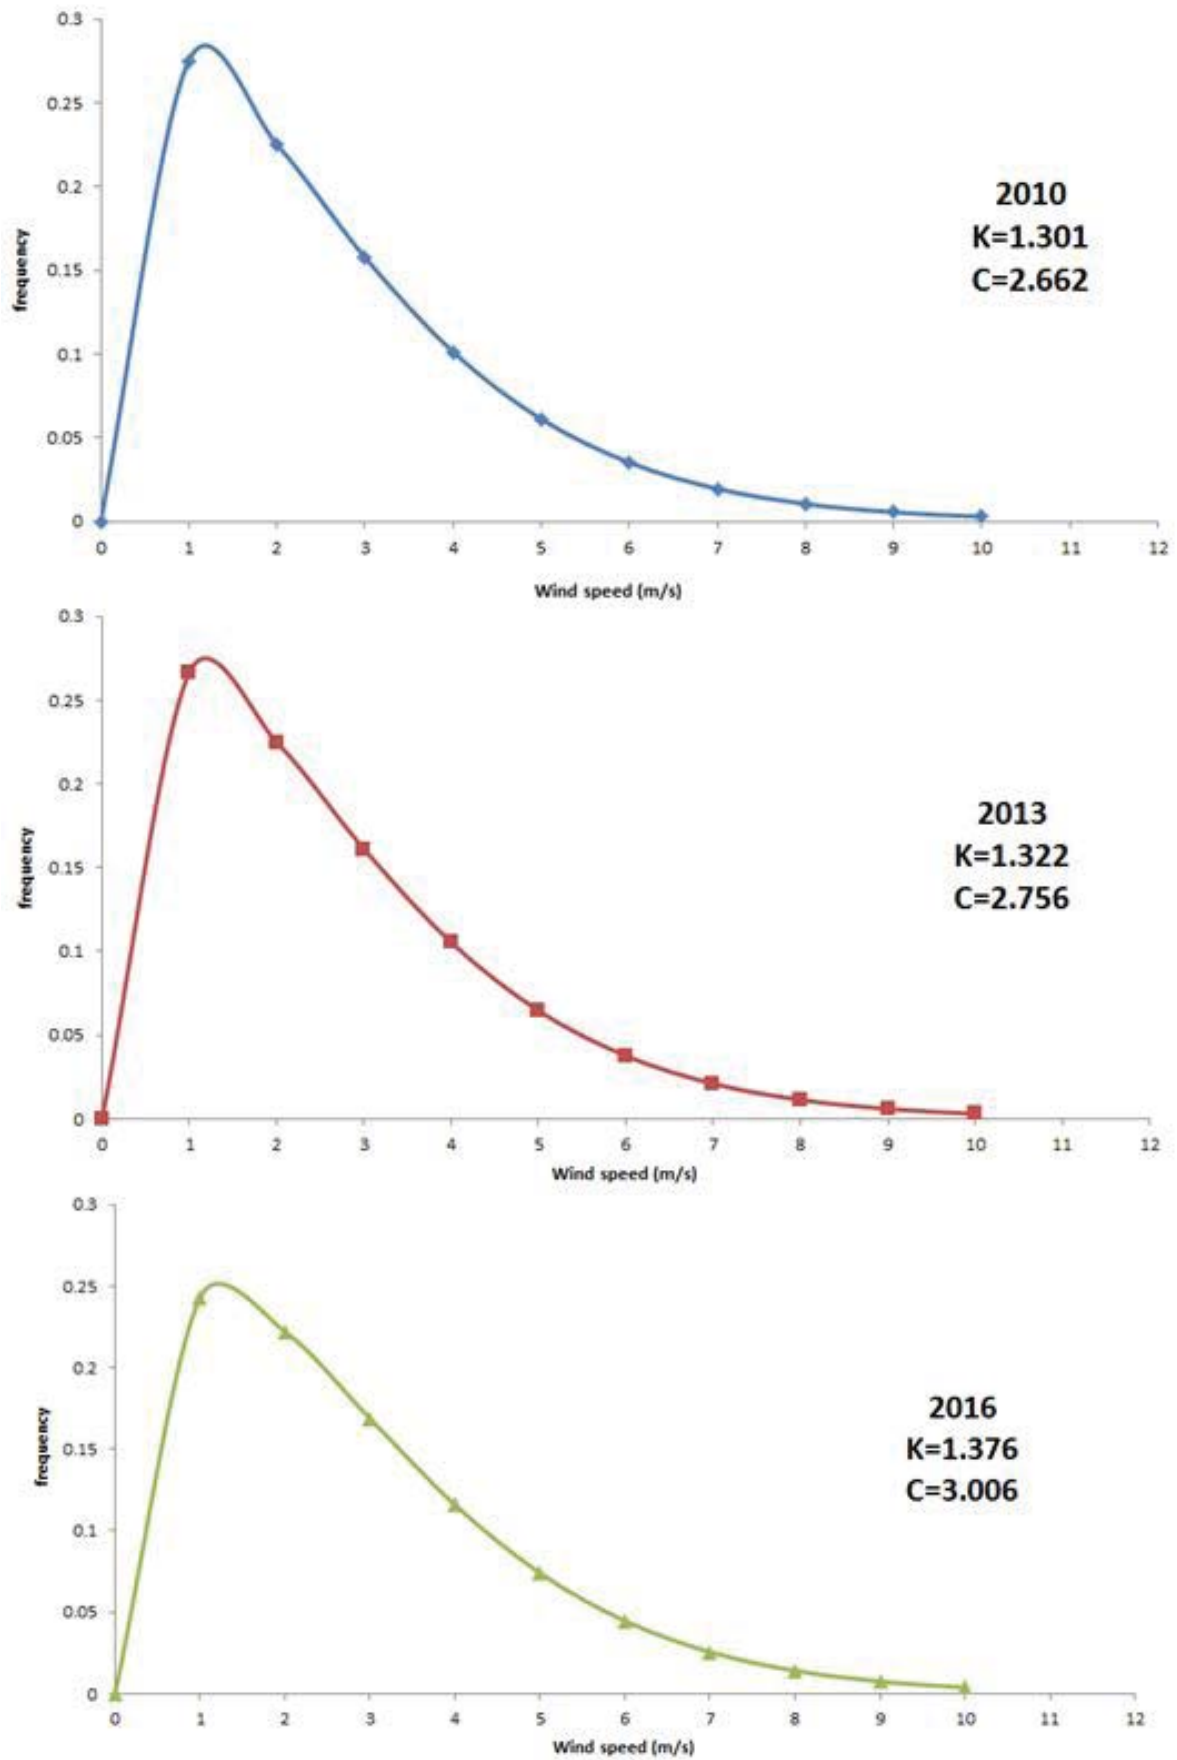 0.3
0.25
0.2
0.15
0.1
0.05
0
frequency
2010
K=1.301
C=2.662
0 1 2 3 4 5 6 7 8 9 10 11 12
Wind speed (m/s)
0.3
0.25
0.2
0.15
0.1
0.05
0
frequency
2013
K=1.322
C=2.756
0 1 2 3 4 5 6 7 8 9 10 11 12
Wind speed (m/s)
0.3
0.25
0.2
0.15
0.1
0.05
0
frequency
2016
K=1.376
C=3.006
0 1 2 3 4 5 6 7 8 9 10 11 12
Wind speed (m/s)